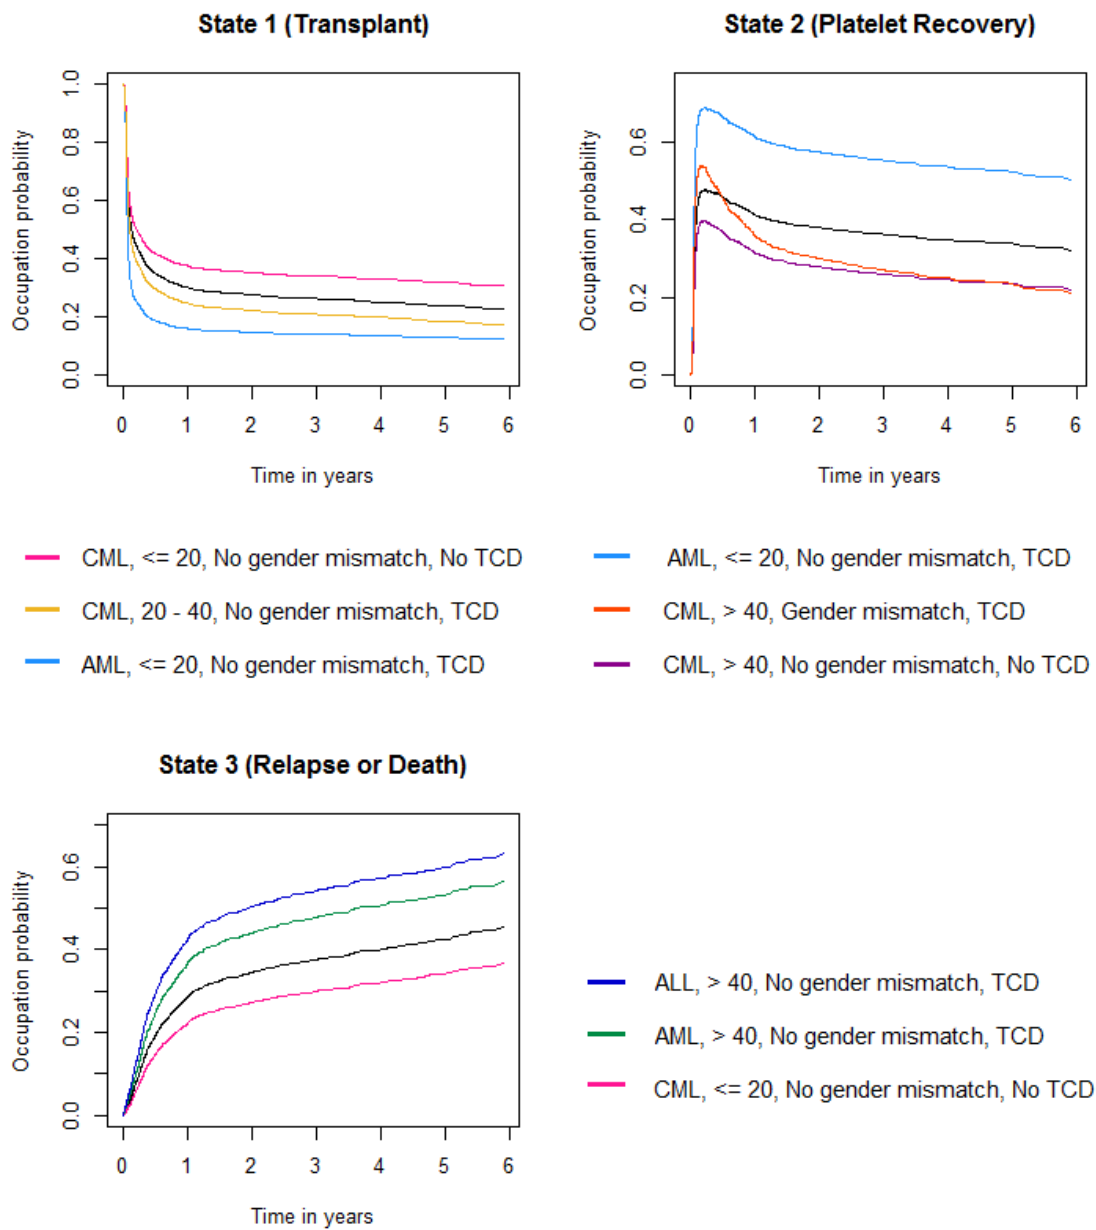 State 1 (Transplant)
State 2 (Platelet Recovery)
Occupation probability
1.0
0.8
0.6
0.4
0.2
0.0
0 1 2 3 4 5 6
Time in years
Occupation probability
0.6
0.4
0.2
0.0
0 1 2 3 4 5 6
Time in years
CML, <= 20, No gender mismatch, No TCD
CML, 20 - 40, No gender mismatch, TCD
AML, <= 20, No gender mismatch, TCD
AML, <= 20, No gender mismatch, TCD
CML, > 40, Gender mismatch, TCD
CML, > 40, No gender mismatch, No TCD
State 3 (Relapse or Death)
Occupation probability
0.6
0.4
0.2
0.0
0 1 2 3 4 5 6
Time in years
ALL, > 40, No gender mismatch, TCD
AML, > 40, No gender mismatch, TCD
CML, <= 20, No gender mismatch, No TCD